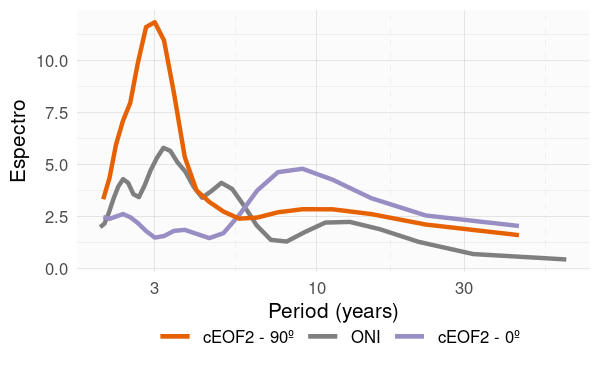 10.0
7.5
5.0
2.5
0.0
Espectro
3 10 30
Period (years)
cEOF2 - 90º ONI cEOF2 - 0º